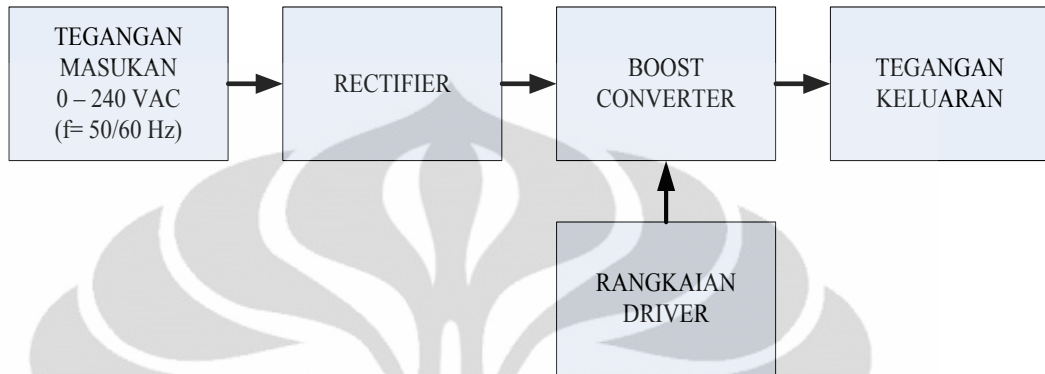 TEGANGAN
MASUKAN
0 – 240 VAC
(f= 50/60 Hz)
RECTIFIER
BOOST
CONVERTER
TEGANGAN
KELUARAN
RANGKAIAN
DRIVER